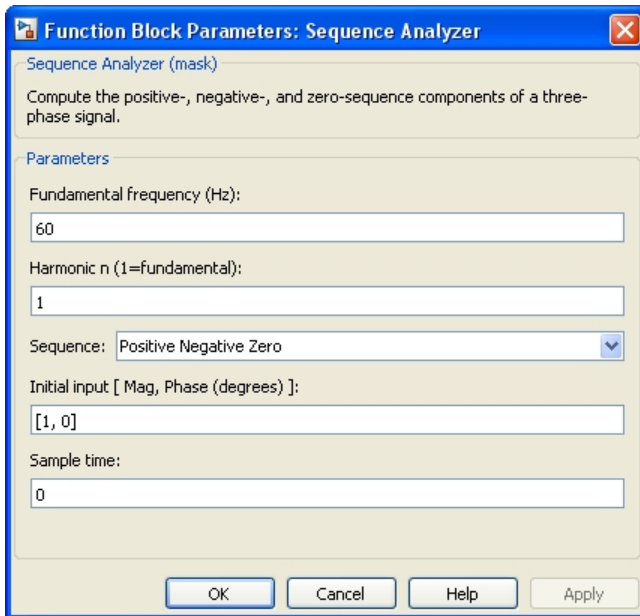 Function Block Parameters: Sequence Analyzer
Sequence Analyzer (mask)
Compute the positive-, negative-, and zero-sequence components of a three-
phase signal.
Parameters
Fundamental frequency (Hz):
60
Harmonic n (1=fundamental):
1
Sequence: Positive Negative Zero
Initial input [ Mag, Phase (degrees) ]:
[1, 0]
Sample time:
0
OK Cancel Help Apply